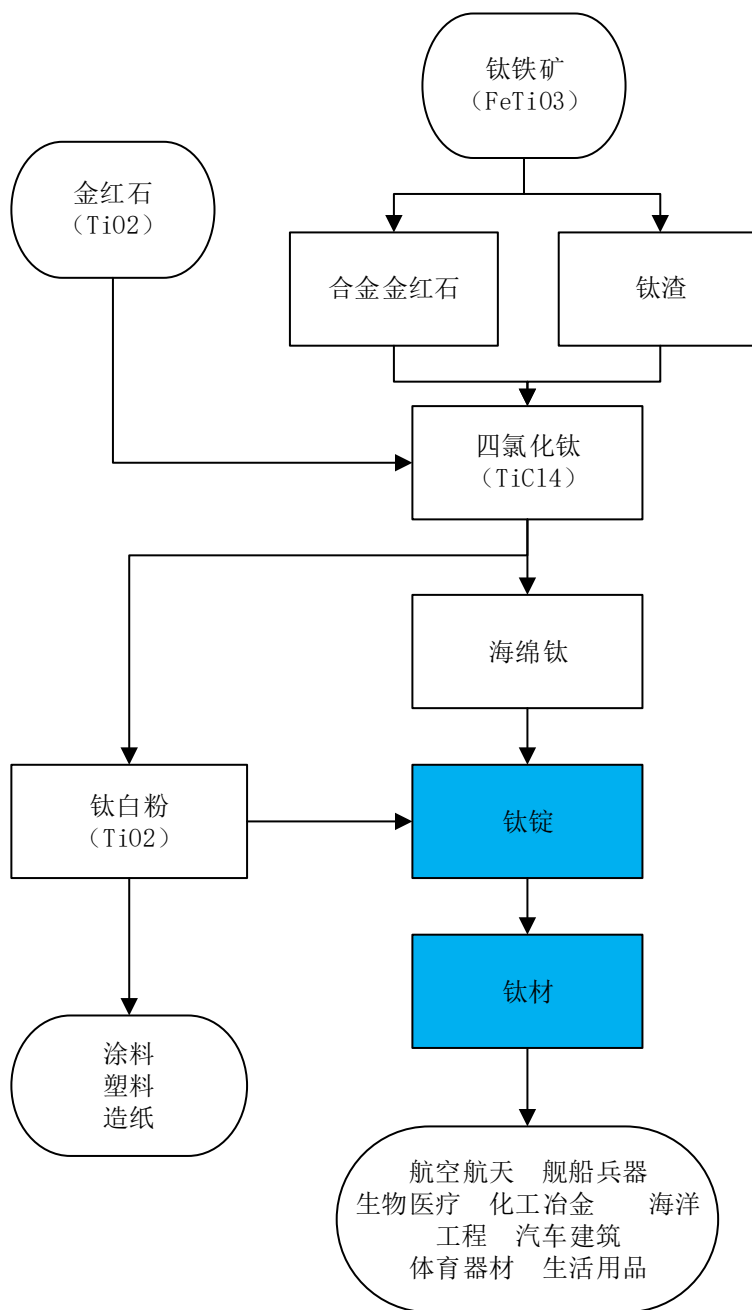 钛铁矿
（FeTiO3）
金红石
（TiO2）
合金金红石
钛渣
四氯化钛
（TiCl4）
海绵钛
钛白粉
（TiO2）
钛锭
钛材
涂料
塑料
造纸
航空航天 舰船兵器
生物医疗 化工冶金 海洋
工程 汽车建筑
体育器材 生活用品